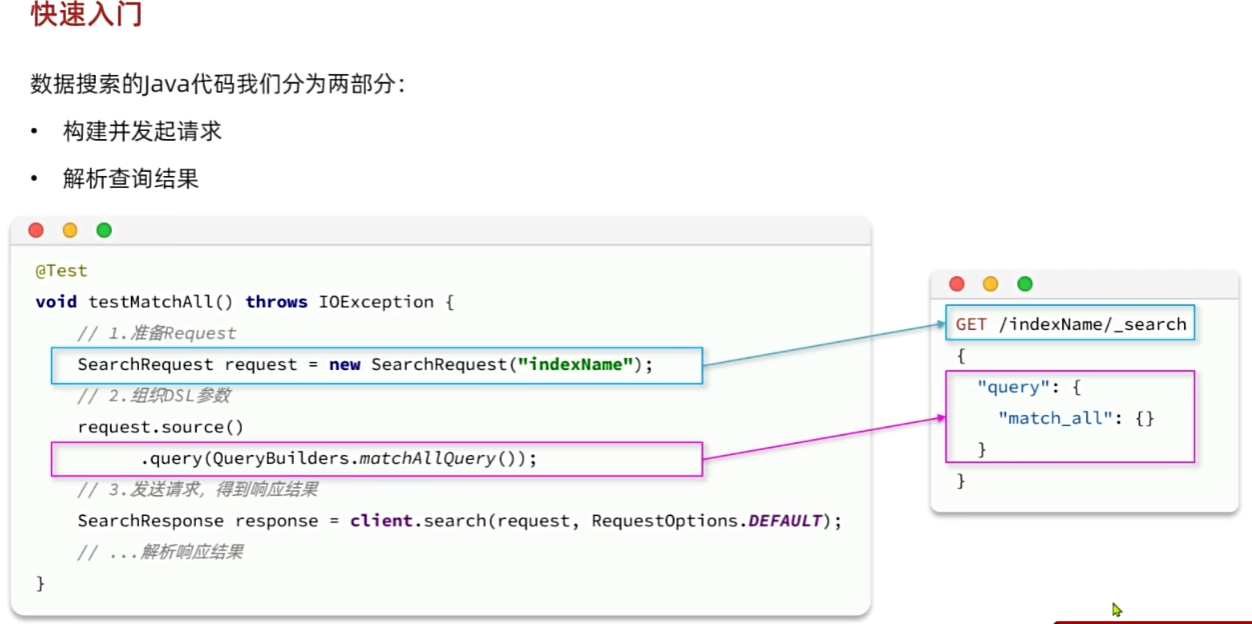 快速入门
数据搜索的Java代码我们分为两部分：
• 构建并发起请求
• 解析查询结果
@Test
void testMatchAll() throws IOException {
    // 1.准备Request
    SearchRequest request = new SearchRequest("indexName");
    // 2.组织DSL参数
    request.source()
          .query(QueryBuilders.matchAllQuery());
    // 3.发送请求，得到响应结果
    SearchResponse response = client.search(request, RequestOptions.DEFAULT);
    // ...解析响应结果
}
GET /indexName/_search
{
  "query": {
    "match_all": {}
  }
}